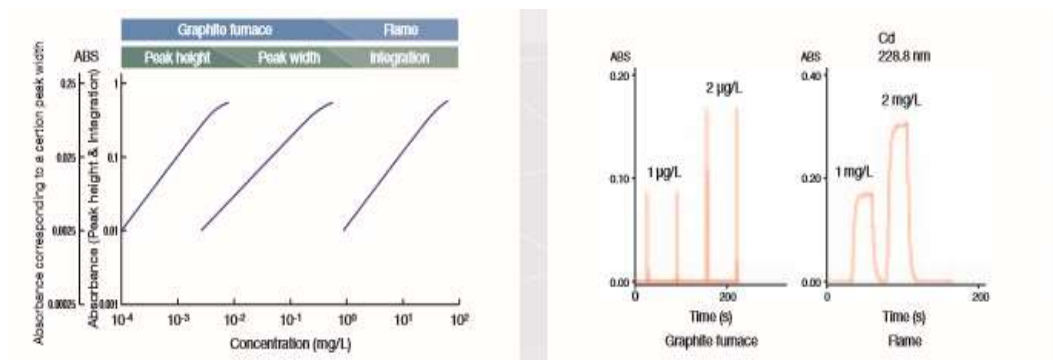 Graphite furnace Flame
Peak height Peak width Integration
Absorbance corresponding to a certion peak width
ABS
0.25
0.025
0.0025
0.00025
Absorbance (Peak height & Integration)
1
0.1
0.01
0.001
10-4 10-3 10-2 10-1 100 101 102
Concentration (mg/L)
ABS
0.20
0.10
0.00
1 µg/L
2 µg/L
0 200
Time (s)
Graphite furnace
Cd
228.8 nm
ABS
0.40
0.20
0.00
1 mg/L
2 mg/L
0 200
Time (s)
Flame